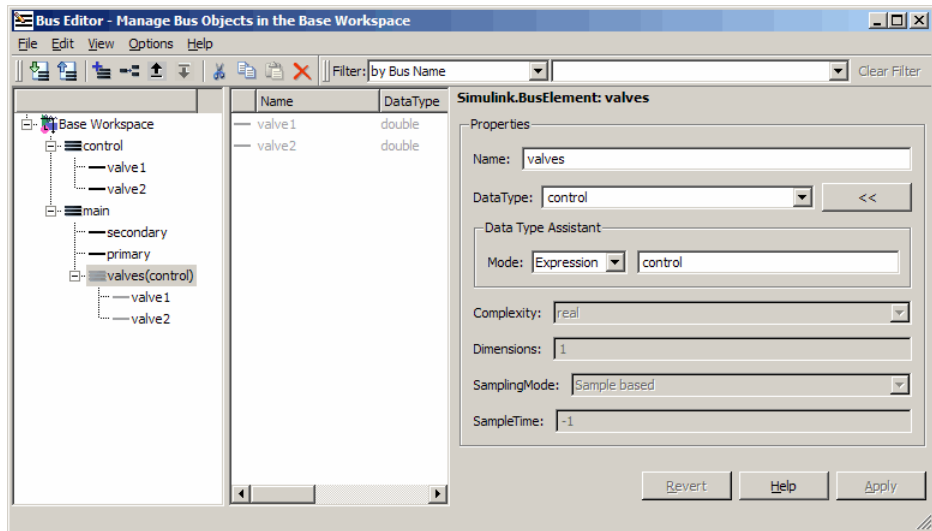 Bus Editor - Manage Bus Objects in the Base Workspace
File Edit View Options Help
Filter: by Bus Name Clear Filter
Base Workspace
control
valve1
valve2
main
secondary
primary
valves(control)
valve1
valve2
Name DataType
valve1 double
valve2 double
Simulink.BusElement: valves
Properties
Name: valves
DataType: control <<
Data Type Assistant
Mode: Expression control
Complexity: real
Dimensions: 1
SamplingMode: Sample based
SampleTime: -1
Revert Help Apply